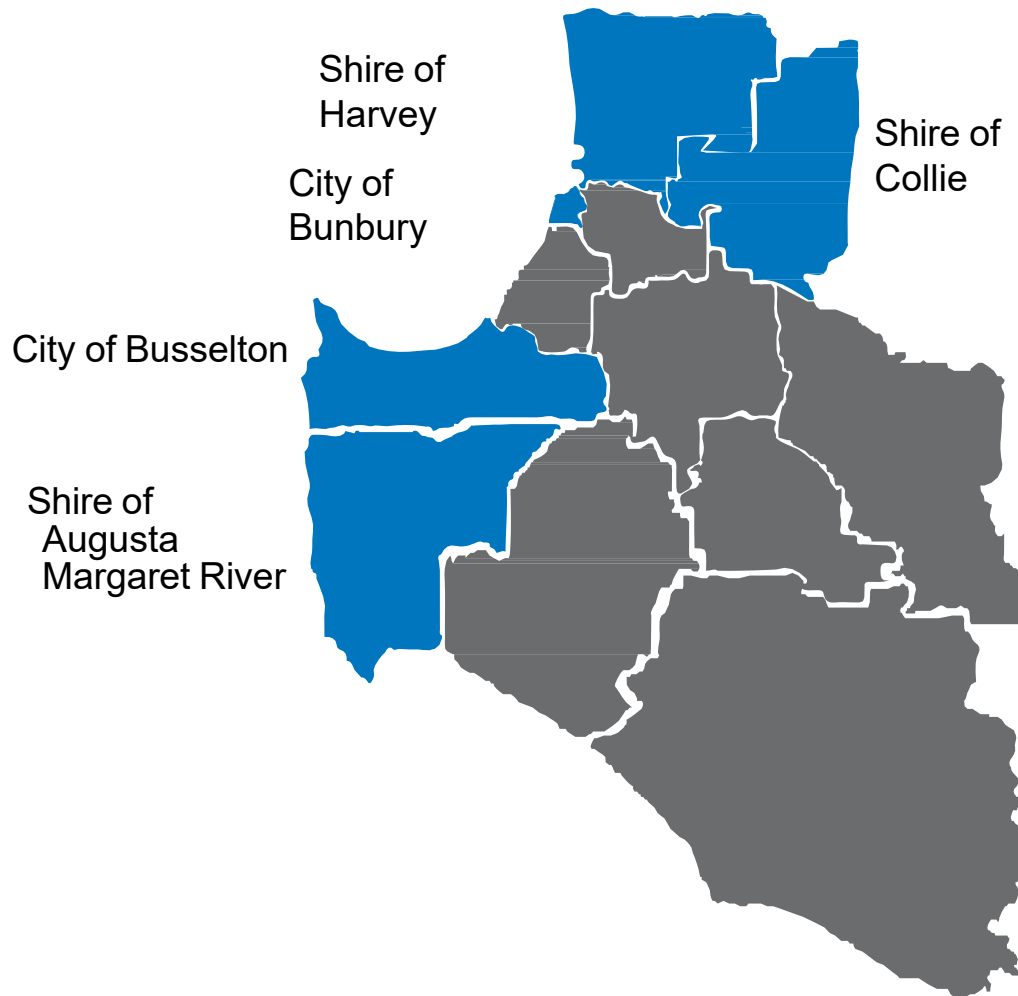 Shire of
Harvey
Shire of
Collie
City of
Bunbury
City of Busselton
Shire of
Augusta
Margaret River